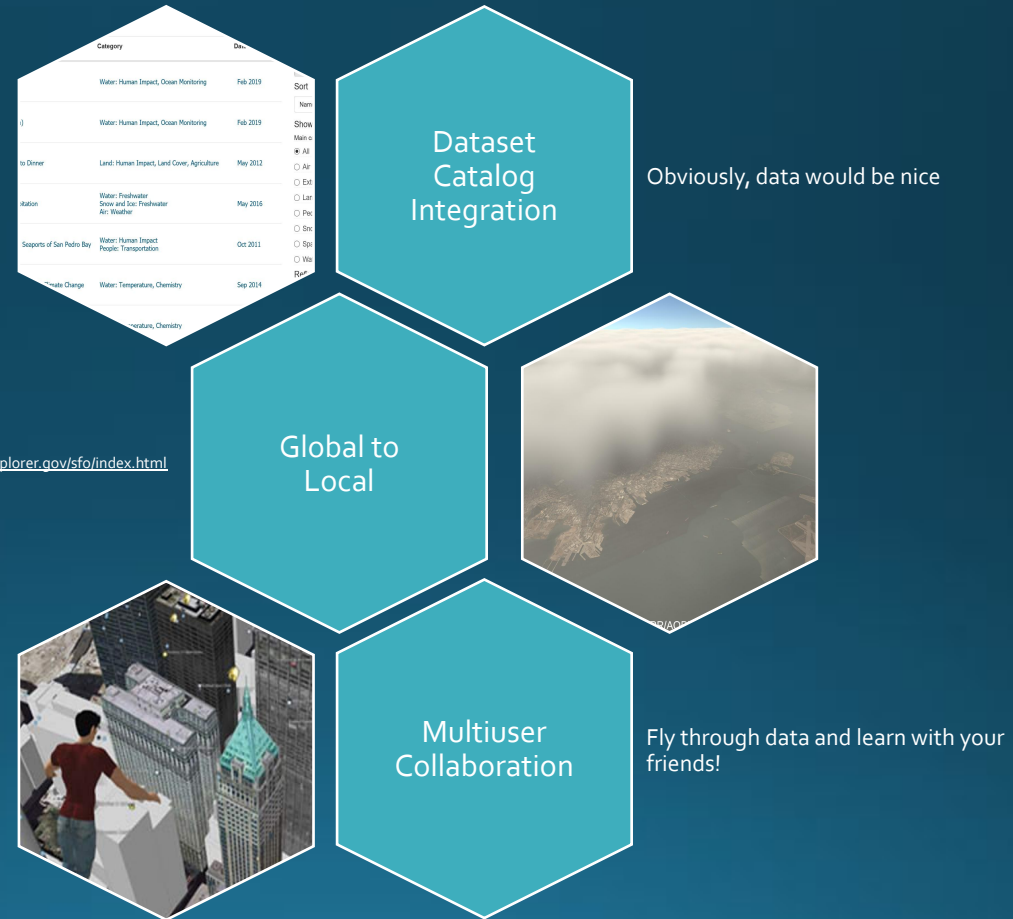 Category
Water: Human Impact, Ocean Monitoring
Feb 2019
Sort
Water: Human Impact, Ocean Monitoring
Feb 2019
Show
All
Air
to Dinner
Land: Human Impact, Land Cover, Agriculture
May 2012
Water: Freshwater
Snow and Ice: Freshwater
Air: Weather
May 2016
Seaports of San Pedro Bay
Water: Human Impact
People: Transportation
Oct 2011
Change
Water: Temperature, Chemistry
Sep 2014
Chemistry
Dataset
Catalog
Integration
Obviously, data would be nice
plorer.gov/sfo/index.html
Global to
Local
Multiuser
Collaboration
Fly through data and learn with your
friends!